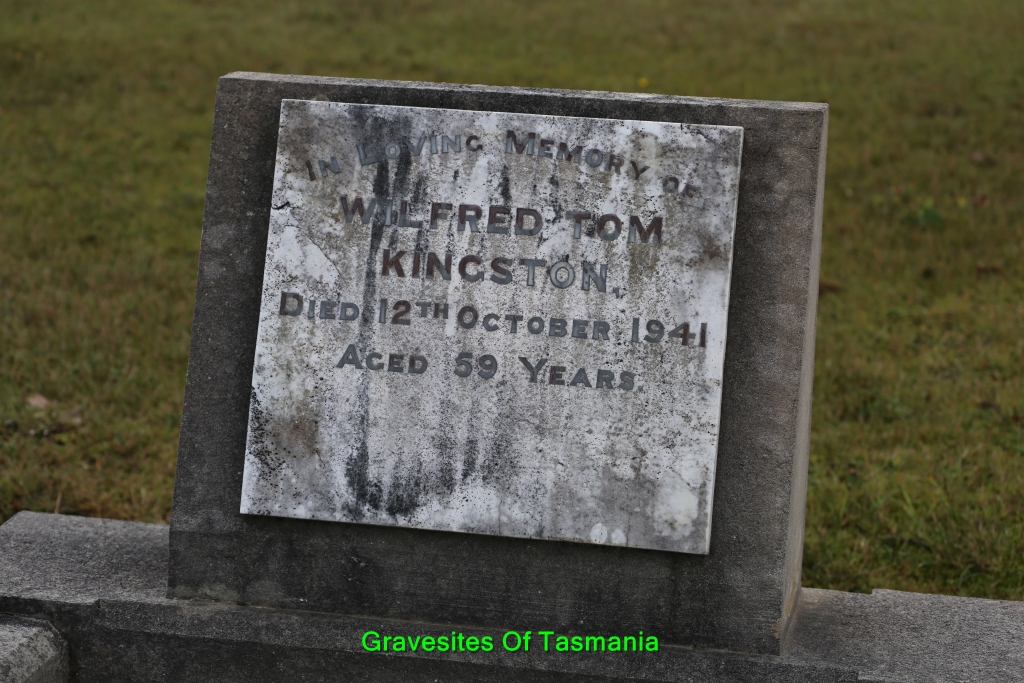 IN LOVING MEMORY OF
WILFRED TOM
KINGSTON,
DIED 12TH OCTOBER 1941
AGED 59 YEARS.
Gravesites Of Tasmania